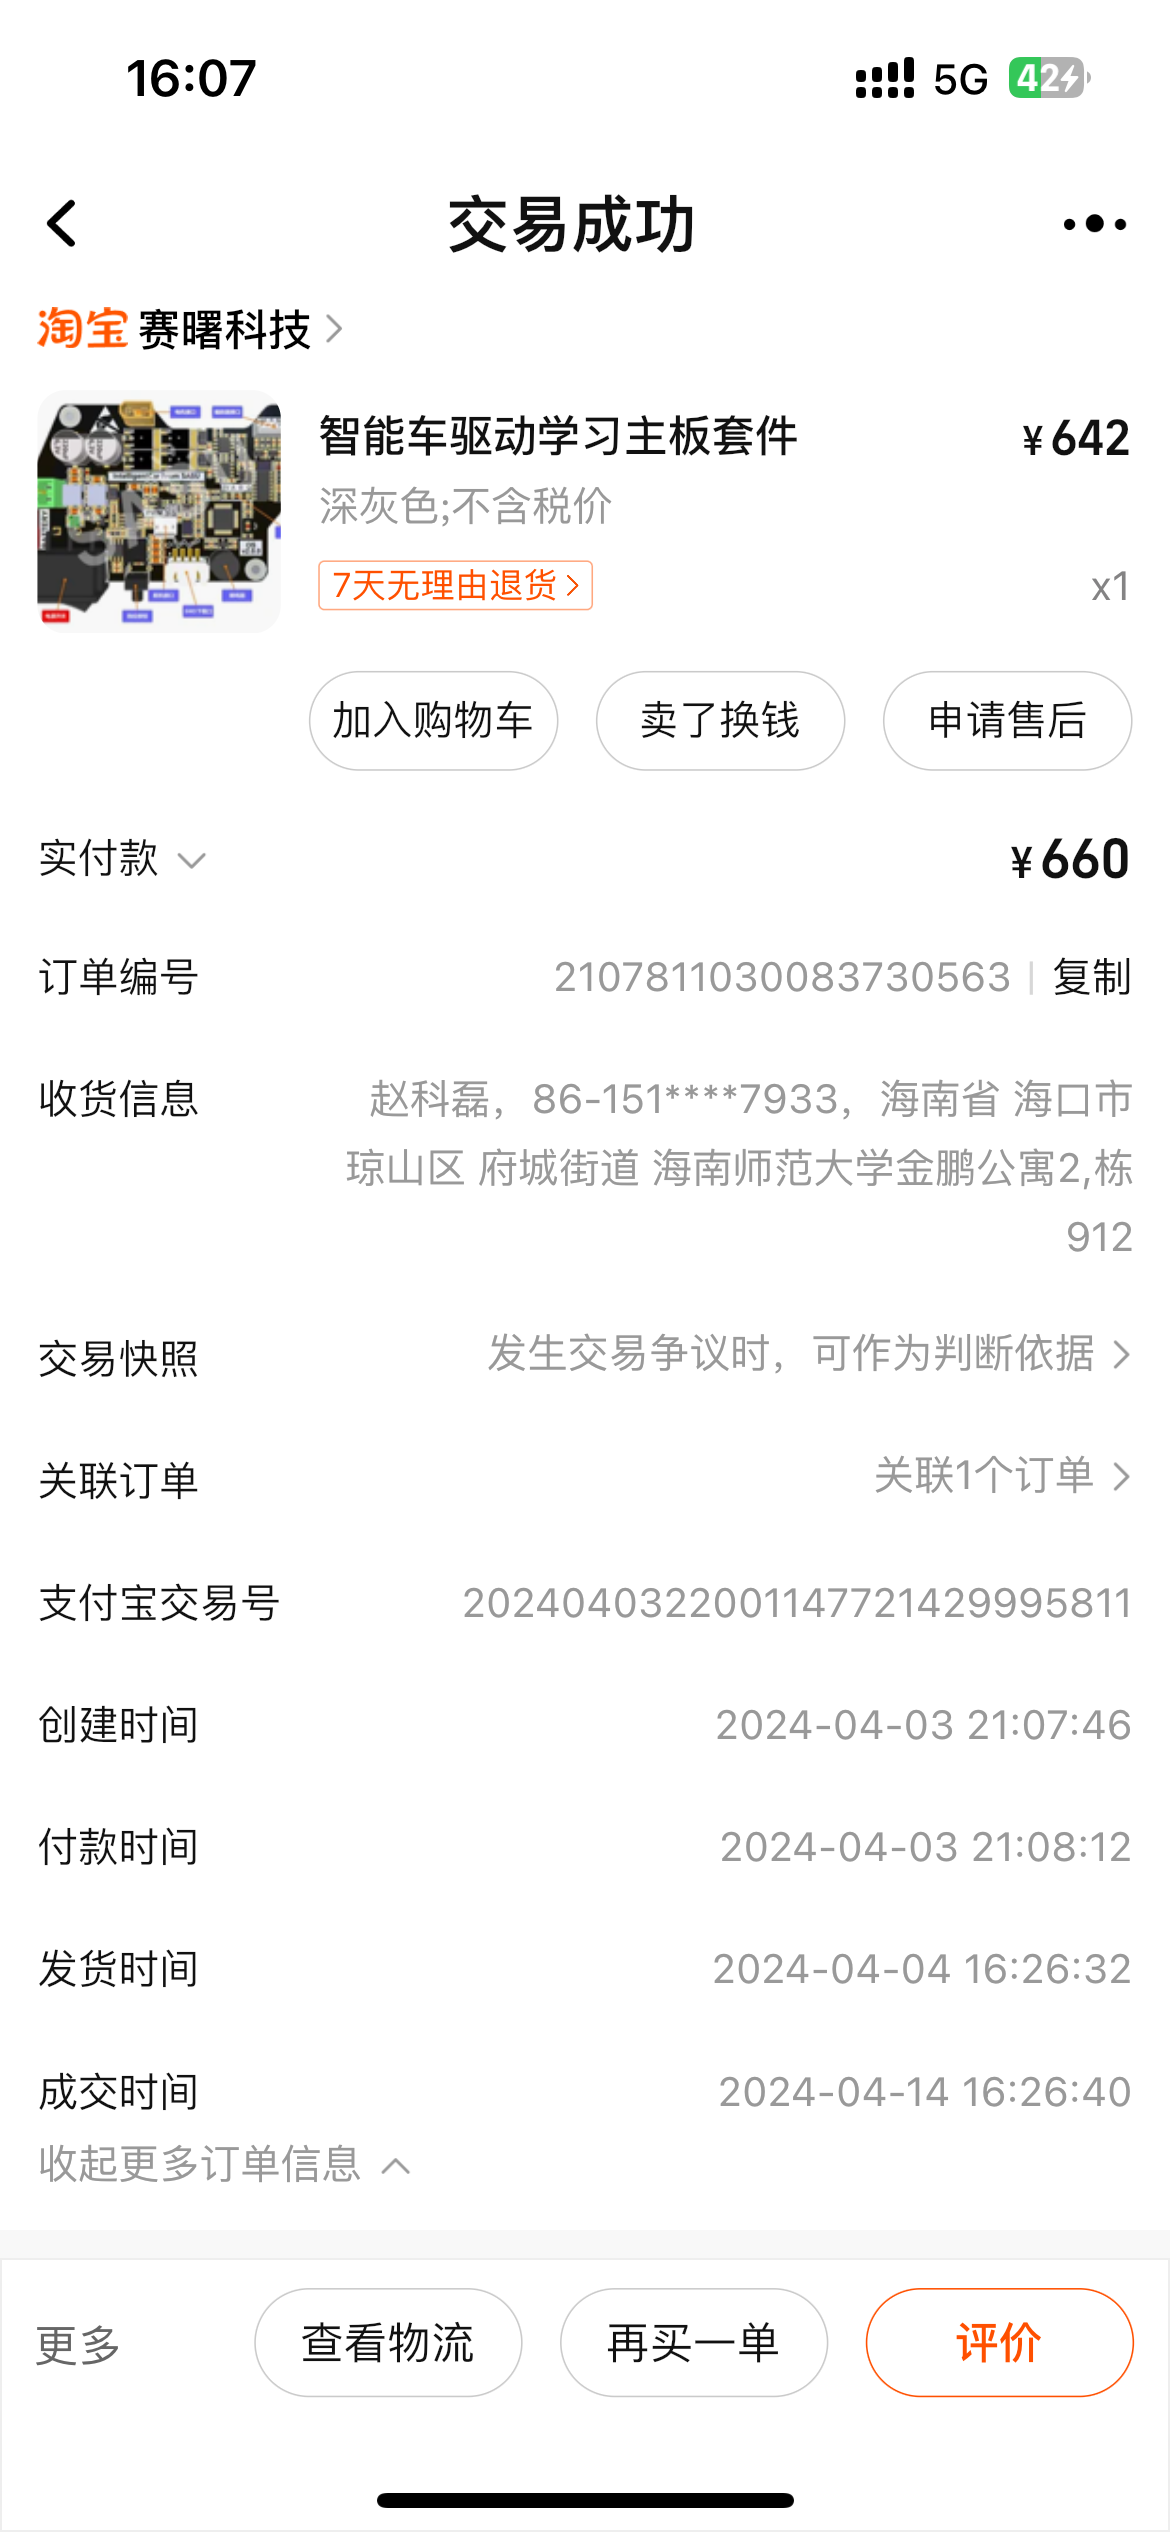 16:07
5G 42
交易成功
淘宝 赛曙科技
智能车驱动学习主板套件 ¥642
深灰色;不含税价
7天无理由退货 x1
加入购物车 卖了换钱 申请售后
实付款 ¥660
订单编号 2107811030083730563 | 复制
收货信息 赵科磊，86-151****7933，海南省 海口市
琼山区 府城街道 海南师范大学金鹏公寓2,栋
912
交易快照 发生交易争议时，可作为判断依据
关联订单 关联1个订单
支付宝交易号 2024040322001147721429995811
创建时间 2024-04-03 21:07:46
付款时间 2024-04-03 21:08:12
发货时间 2024-04-04 16:26:32
成交时间 2024-04-14 16:26:40
收起更多订单信息
更多 查看物流 再买一单 评价